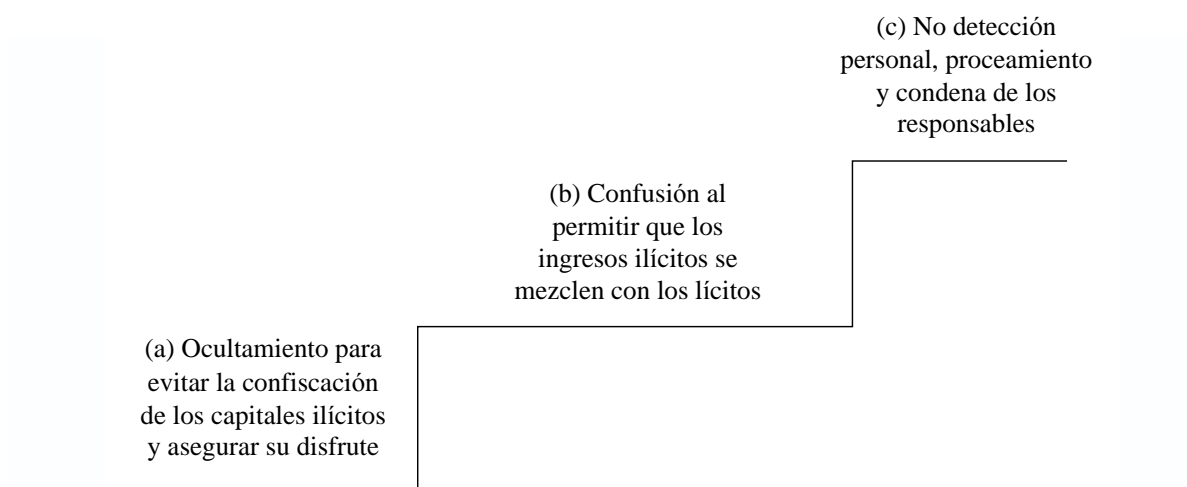 (c) No detección
personal, proceamiento
y condena de los
responsables
(b) Confusión al
permitir que los
ingresos ilícitos se
mezclen con los lícitos
(a) Ocultamiento para
evitar la confiscación
de los capitales ilícitos
y asegurar su disfrute